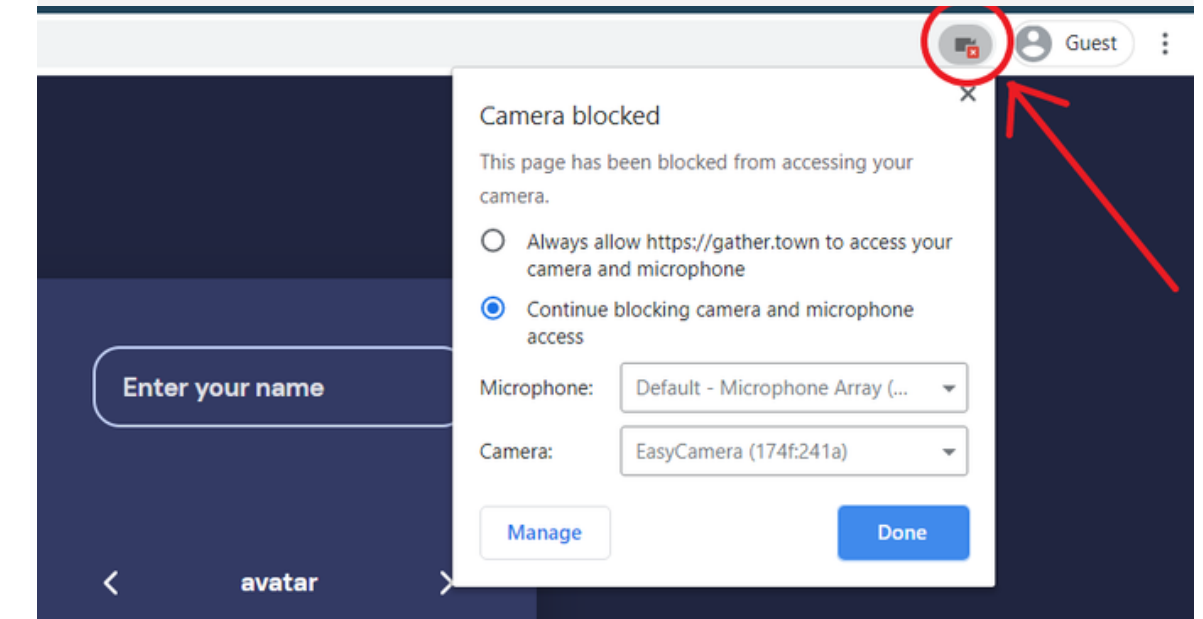 Guest
Camera blocked
This page has been blocked from accessing your
camera.
Always allow https://gather.town to access your
camera and microphone
Continue blocking camera and microphone
access
Enter your name
Microphone: Default - Microphone Array (...
Camera: EasyCamera (174f:241a)
Manage Done
avatar